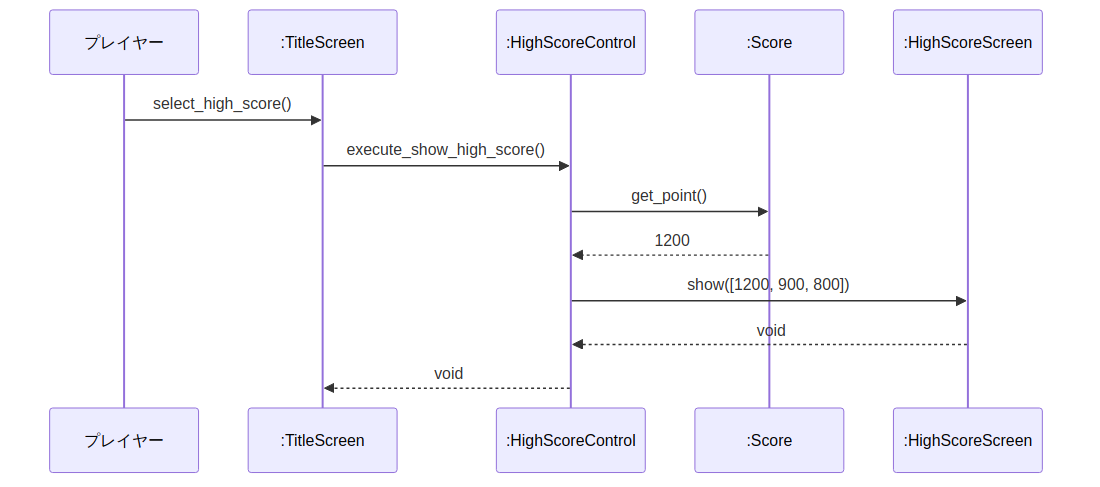 プレイヤー
:TitleScreen
:HighScoreControl
:Score
:HighScoreScreen
select_high_score()
execute_show_high_score()
get_point()
1200
show([1200, 900, 800])
void
void
プレイヤー
:TitleScreen
:HighScoreControl
:Score
:HighScoreScreen